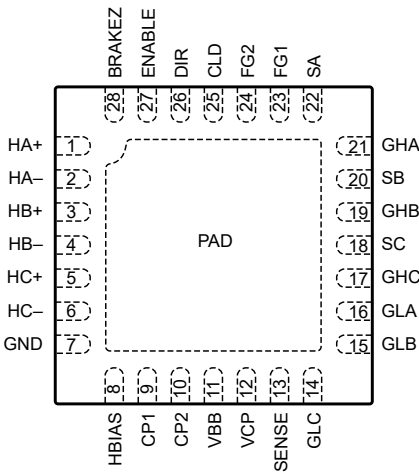 BRAKEZ ENABLE DIR CLD FG2 FG1 SA
28 27 26 25 24 23 22
HA+ 1 21 GHA
HA– 2 20 SB
HB+ 3 19 GHB
HB– 4 PAD 18 SC
HC+ 5 17 GHC
HC– 6 16 GLA
GND 7 15 GLB
8 9 10 11 12 13 14
HBIAS CP1 CP2 VBB VCP SENSE GLC